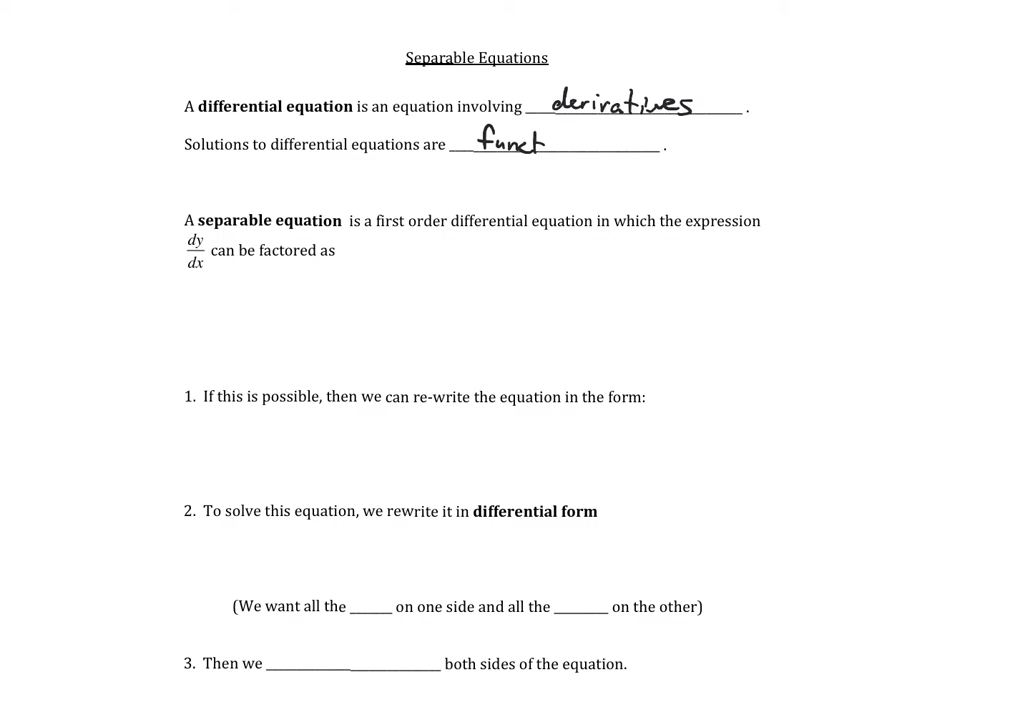 Separable Equations
A differential equation is an equation involving derivatives.
Solutions to differential equations are funct.
A separable equation is a first order differential equation in which the expression
dy/dx can be factored as
1. If this is possible, then we can re-write the equation in the form:
2. To solve this equation, we rewrite it in differential form
(We want all the ______ on one side and all the ________ on the other)
3. Then we __________________________ both sides of the equation.